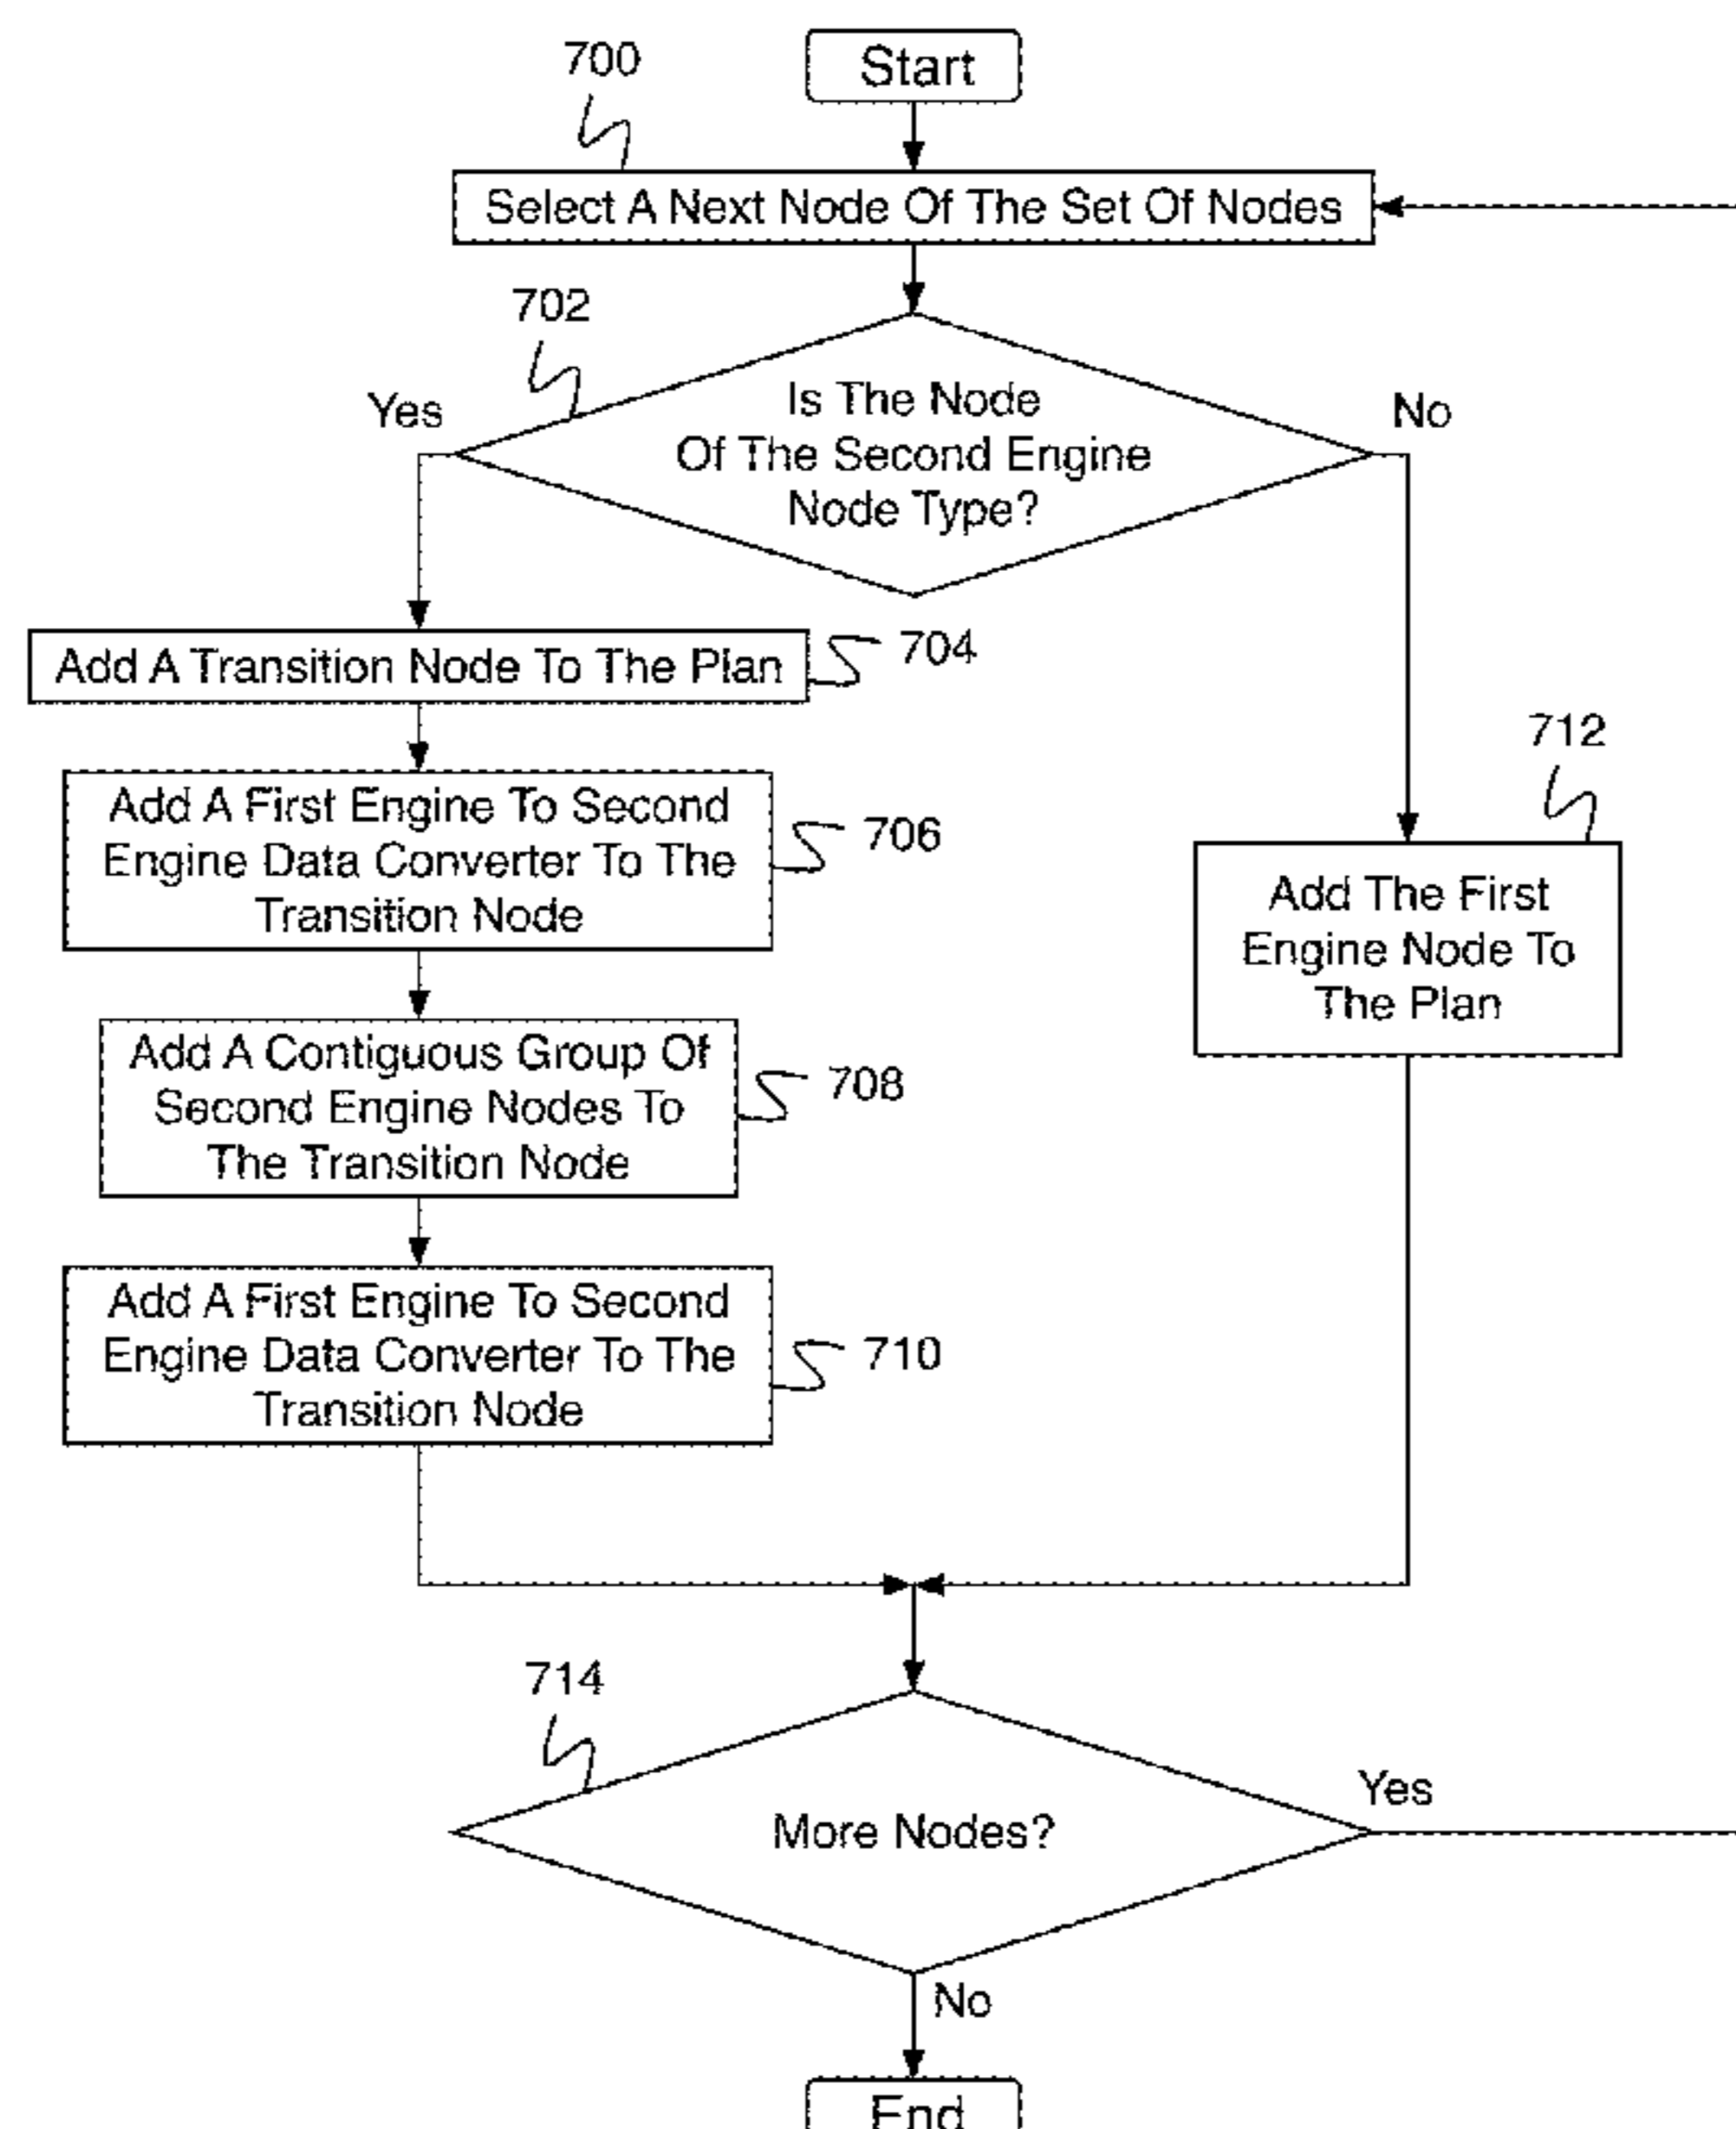 700
Start
Select A Next Node Of The Set Of Nodes
702
Yes
Is The Node
Of The Second Engine
Node Type?
No
Add A Transition Node To The Plan
704
Add A First Engine To Second
Engine Data Converter To The
Transition Node
706
712
Add The First
Engine Node To
The Plan
Add A Contiguous Group Of
Second Engine Nodes To
The Transition Node
708
Add A First Engine To Second
Engine Data Converter To The
Transition Node
710
714
More Nodes?
Yes
No
End